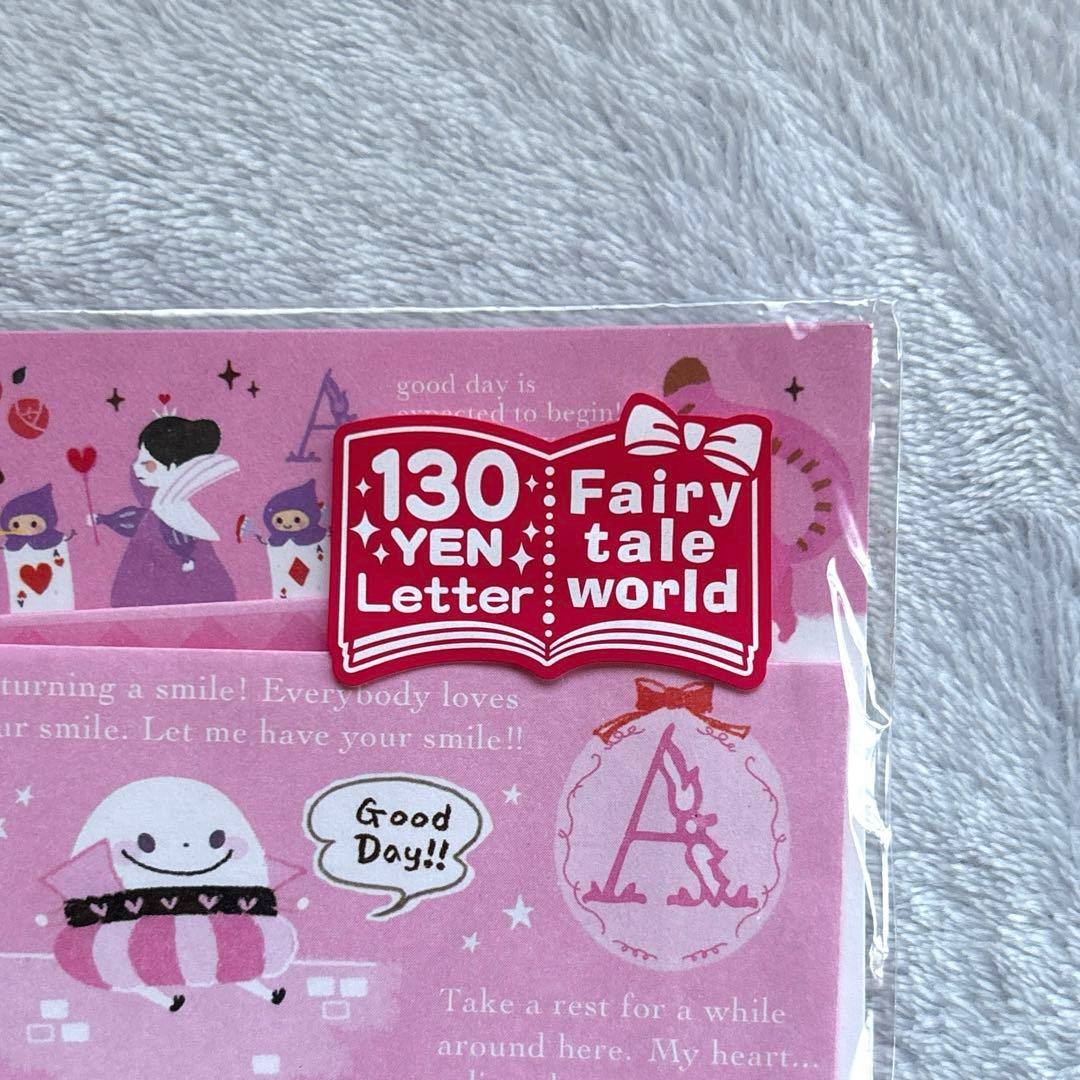 good day is
expected to begin!
A
130
YEN
Letter
Fairy
tale
world
A
A
A
turning a smile! Everybody loves
ur smile. Let me have your smile!!
Good
Day!!
A
Take a rest for a while
around here. My heart...